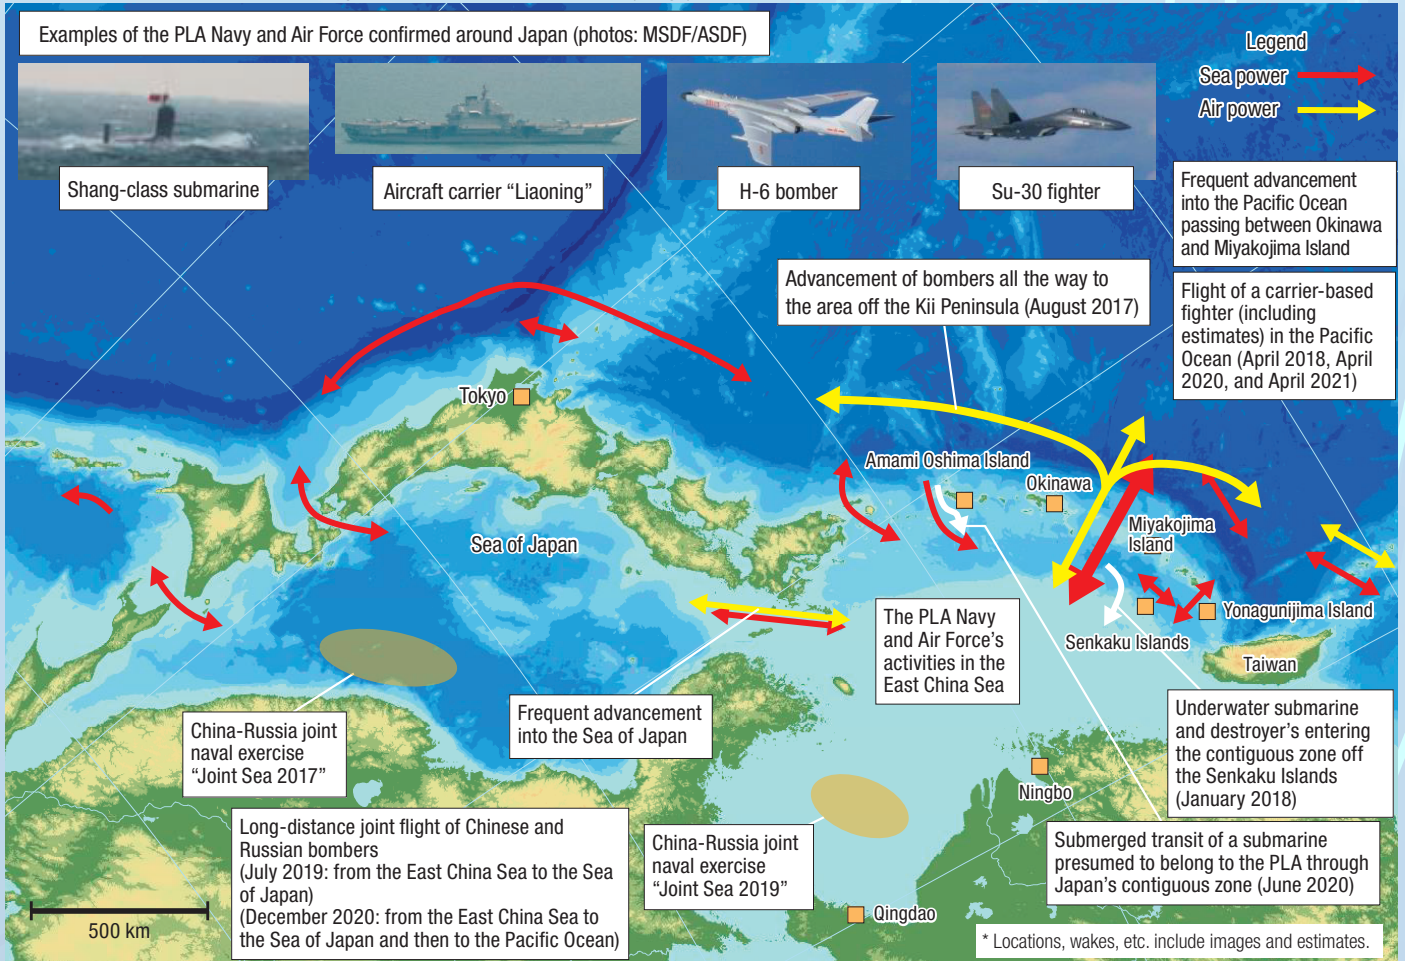 Examples of the PLA Navy and Air Force confirmed around Japan (photos: MSDF/ASDF)
Legend
Sea power
Air power
Shang-class submarine
Aircraft carrier “Liaoning”
H-6 bomber
Su-30 fighter
Frequent advancement
into the Pacific Ocean
passing between Okinawa
and Miyakojima Island
Advancement of bombers all the way to
the area off the Kii Peninsula (August 2017)
Flight of a carrier-based
fighter (including
estimates) in the Pacific
Ocean (April 2018, April
2020, and April 2021)
Tokyo
Amami Oshima Island
Okinawa
Miyakojima
Island
Sea of Japan
Yonagunijima Island
Senkaku Islands
Taiwan
The PLA Navy
and Air Force’s
activities in the
East China Sea
Frequent advancement
into the Sea of Japan
China-Russia joint
naval exercise
“Joint Sea 2017”
Underwater submarine
and destroyer’s entering
the contiguous zone off
the Senkaku Islands
(January 2018)
Ningbo
Long-distance joint flight of Chinese and
Russian bombers
(July 2019: from the East China Sea to the Sea
of Japan)
(December 2020: from the East China Sea to
the Sea of Japan and then to the Pacific Ocean)
China-Russia joint
naval exercise
“Joint Sea 2019”
Submerged transit of a submarine
presumed to belong to the PLA through
Japan’s contiguous zone (June 2020)
Qingdao
500 km
* Locations, wakes, etc. include images and estimates.